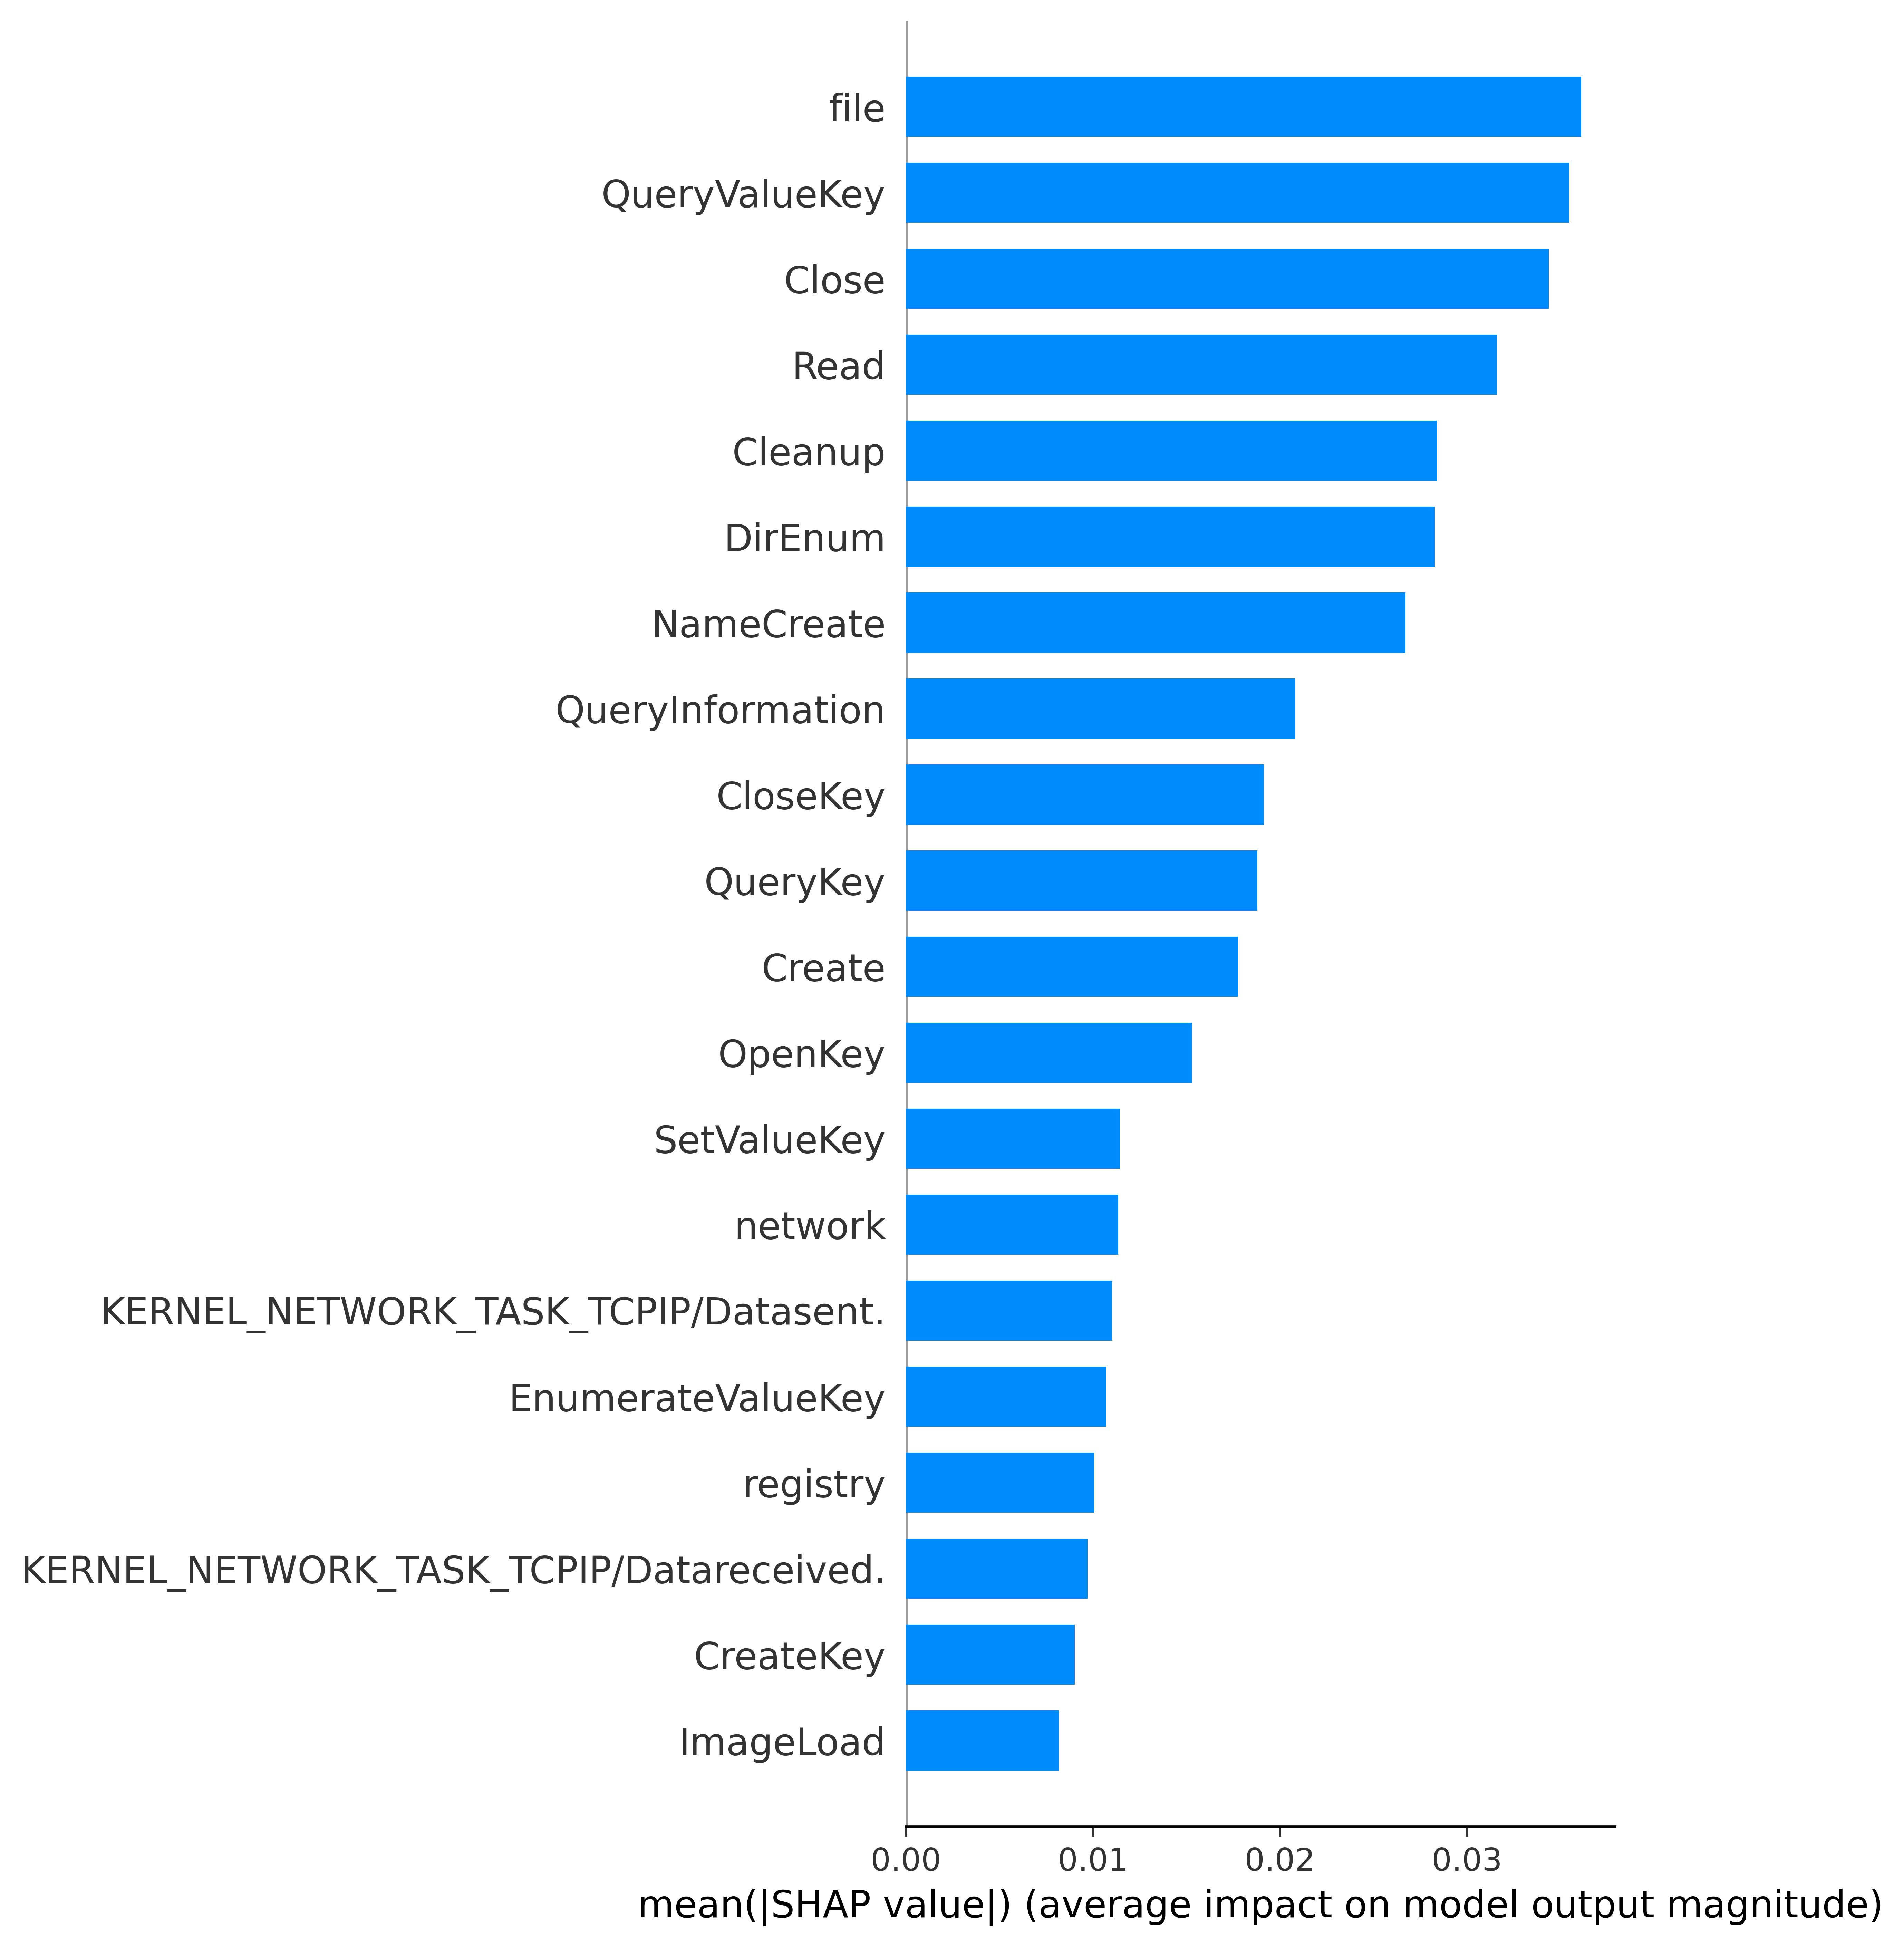 file
QueryValueKey
Close
Read
Cleanup
DirEnum
NameCreate
QueryInformation
CloseKey
QueryKey
Create
OpenKey
SetValueKey
network
KERNEL_NETWORK_TASK_TCPIP/Datasent.
EnumerateValueKey
registry
KERNEL_NETWORK_TASK_TCPIP/Datareceived.
CreateKey
ImageLoad
0.00 0.01 0.02 0.03
mean(|SHAP value|) (average impact on model output magnitude)